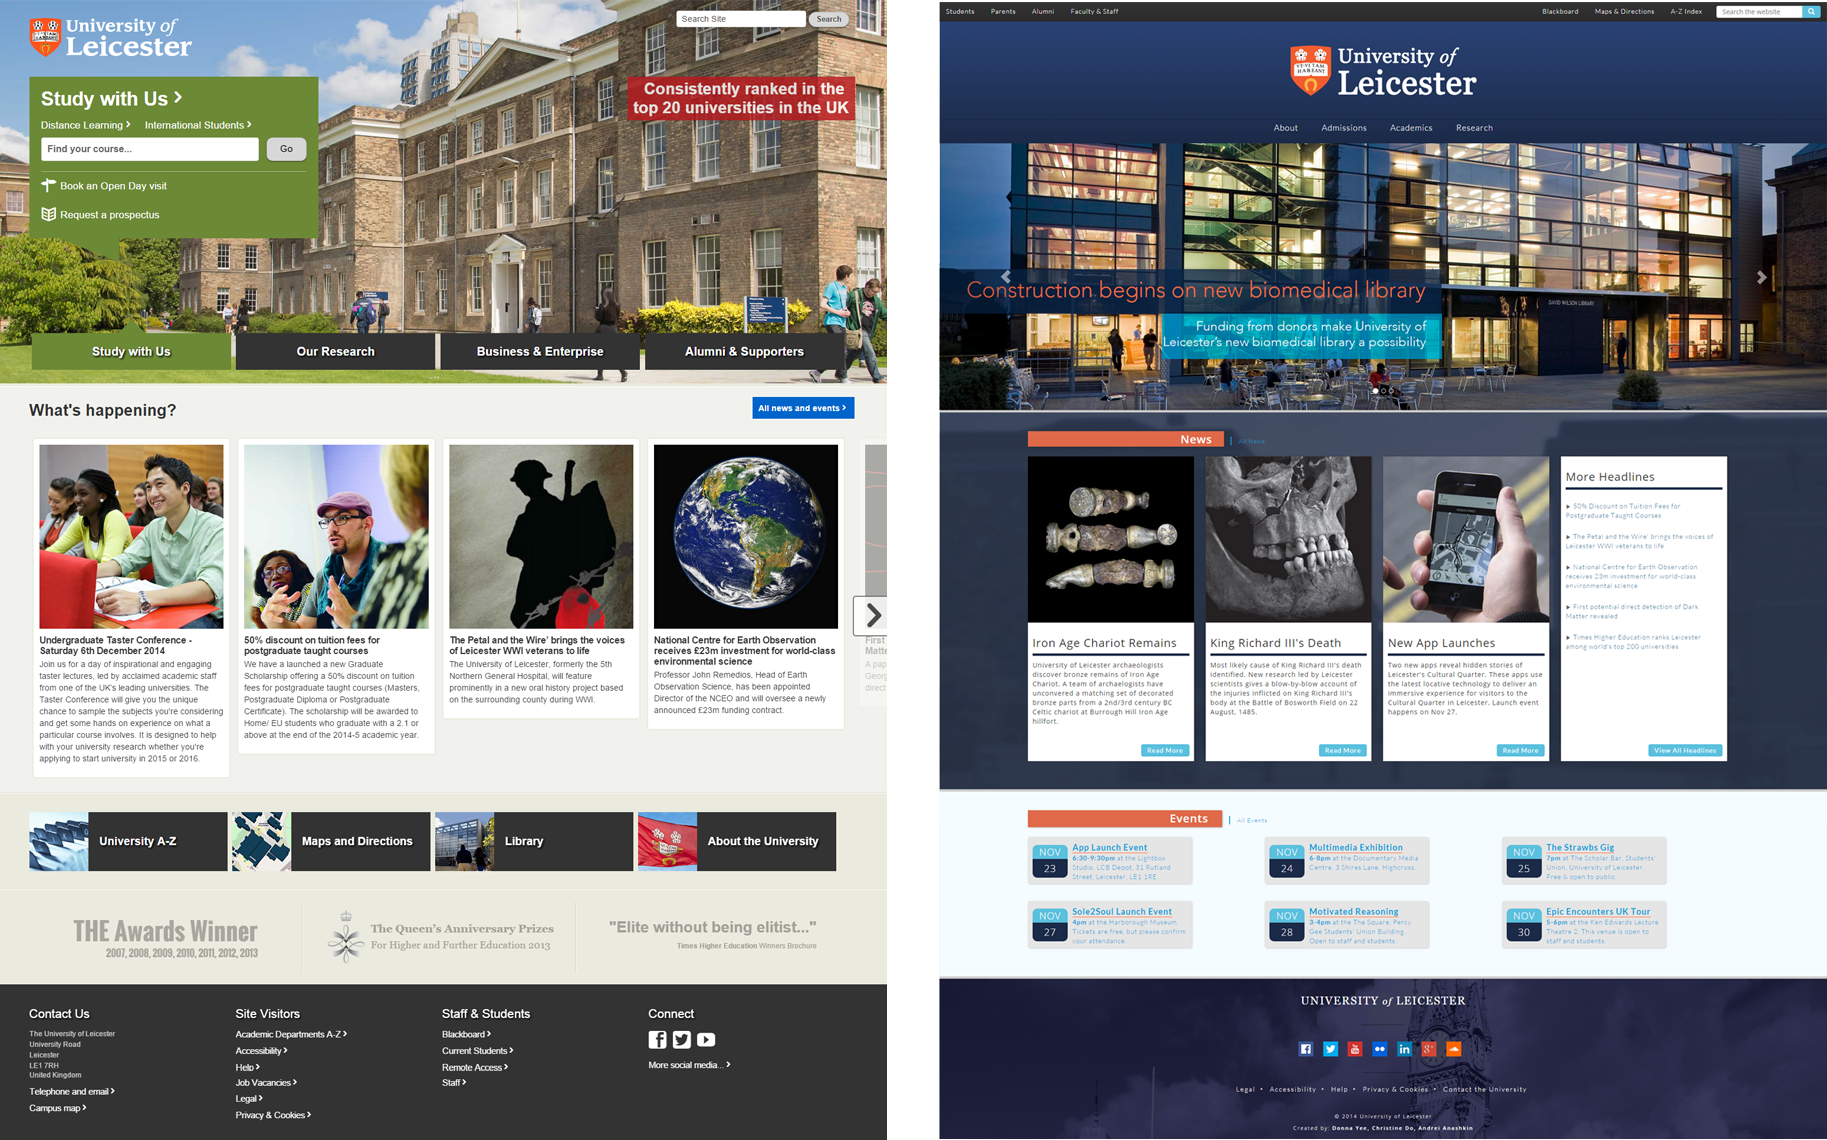 University of
Leicester
Search Site
Search
Study with Us
Distance Learning
International Students
Find your course...
Go
Book an Open Day visit
Request a prospectus
Consistently ranked in the
top 20 universities in the UK
Study with Us
Our Research
Business & Enterprise
Alumni & Supporters
What's happening?
All news and events
Undergraduate Taster Conference -
Saturday 6th December 2014
Join us for a day of inspirational and engaging
taster lectures, led by acclaimed academic staff
from one of the UK's leading universities. The
Taster Conference will give you the unique
chance to sample the subjects you're considering
and get some hands on experience on what a
particular course involves. It is designed to help
with your university research whether you're
applying to start university in 2015 or 2016.
50% discount on tuition fees for
postgraduate taught courses
We have a launched a new Graduate
Scholarship offering a 50% discount on tuition
fees for postgraduate taught courses (Masters,
Postgraduate Diploma or Postgraduate
Certificate). The scholarship will be awarded to
Home/ EU students who graduate with a 2.1 or
above at the end of the 2014-5 academic year.
The Petal and the Wire' brings the voices
of Leicester WWI veterans to life
The University of Leicester, formerly the 5th
Northern General Hospital, will feature
prominently in a new oral history project based
on the surrounding county during WWI.
National Centre for Earth Observation
receives £23m investment for world-class
environmental science
Professor John Remedios, Head of Earth
Observation Science, has been appointed
Director of the NCEO and will oversee a newly
announced £23m funding contract.
First
Matte
A pap
Georg
direct
University A-Z
Maps and Directions
Library
About the University
THE Awards Winner
2007, 2008, 2009, 2010, 2011, 2012, 2013
The Queen's Anniversary Prizes
For Higher and Further Education 2013
"Elite without being elitist..."
Times Higher Education Winners Brochure
Contact Us
The University of Leicester
University Road
Leicester
LE1 7RH
United Kingdom
Telephone and email
Campus map
Site Visitors
Academic Departments A-Z
Accessibility
Help
Job Vacancies
Legal
Privacy & Cookies
Staff & Students
Blackboard
Current Students
Remote Access
Staff
Connect
More social media...
Students
Parents
Alumni
Faculty & Staff
Blackboard
Maps & Directions
A-Z Index
Search the website
University of
Leicester
About
Admissions
Academics
Research
DAVID WILSON LIBRARY
Construction begins on new biomedical library
Funding from donors make University of
Leicester's new biomedical library a possibility
News
| All News
Iron Age Chariot Remains
University of Leicester archaeologists
discover bronze remains of Iron Age
Chariot. A team of archaeologists have
unconvered a matching set of decorated
bronze parts from a 2nd/3rd century BC
Celtic chariot at Burrough Hill Iron Age
hillfort.
Read More
King Richard III's Death
Most likely cause of King Richard III's death
identified. New research led by Leicester
scientists gives a blow-by-blow account of
the injuries inflicted on King Richard III's
body at the Battle of Bosworth Field on 22
August, 1485.
Read More
New App Launches
Two new apps reveal hidden stories of
Leicester's Cultural Quarter. These apps use
the latest locative technology to deliver an
immersive experience for visitors to the
Cultural Quarter in Leicester. Launch event
happens on Nov 27.
Read More
More Headlines
50% Discount on Tuition Fees for
Postgraduate Taught Courses
The Petal and the Wire' brings the voices of
Leicester WWI veterans to life
National Centre for Earth Observation
receives £23m investment for world-class
environmental science
First potential direct detection of Dark
Matter revealed
Times Higher Education ranks Leicester
among world's top 200 universities
View All Headlines
Events
| All Events
NOV
23
App Launch Event
6:30-9:30pm at the Lightbox
Studio, LCB Depot, 31 Rutland
Street, Leicester, LE1 1RE.
NOV
24
Multimedia Exhibition
6-8pm at the Documentary Media
Centre, 3 Shires Lane, Highcross.
NOV
25
The Strawbs Gig
7pm at The Scholar Bar, Students'
Union, University of Leicester.
Free & open to public.
NOV
27
Sole2Soul Launch Event
4pm at the Harborough Museum.
Tickets are free, but please confirm
your attendance.
NOV
28
Motivated Reasoning
3-4pm at The Square, Percy
Gee Students' Union Building.
Open to staff and students.
NOV
30
Epic Encounters UK Tour
5-6pm at the Ken Edwards Lecture
Theatre 2. This venue is open to
staff and students.
UNIVERSITY of LEICESTER
Legal • Accessibility • Help • Privacy & Cookies • Contact the University
© 2014 University of Leicester
Created by: Donna Yee, Christine Do, Andrei Anashkin